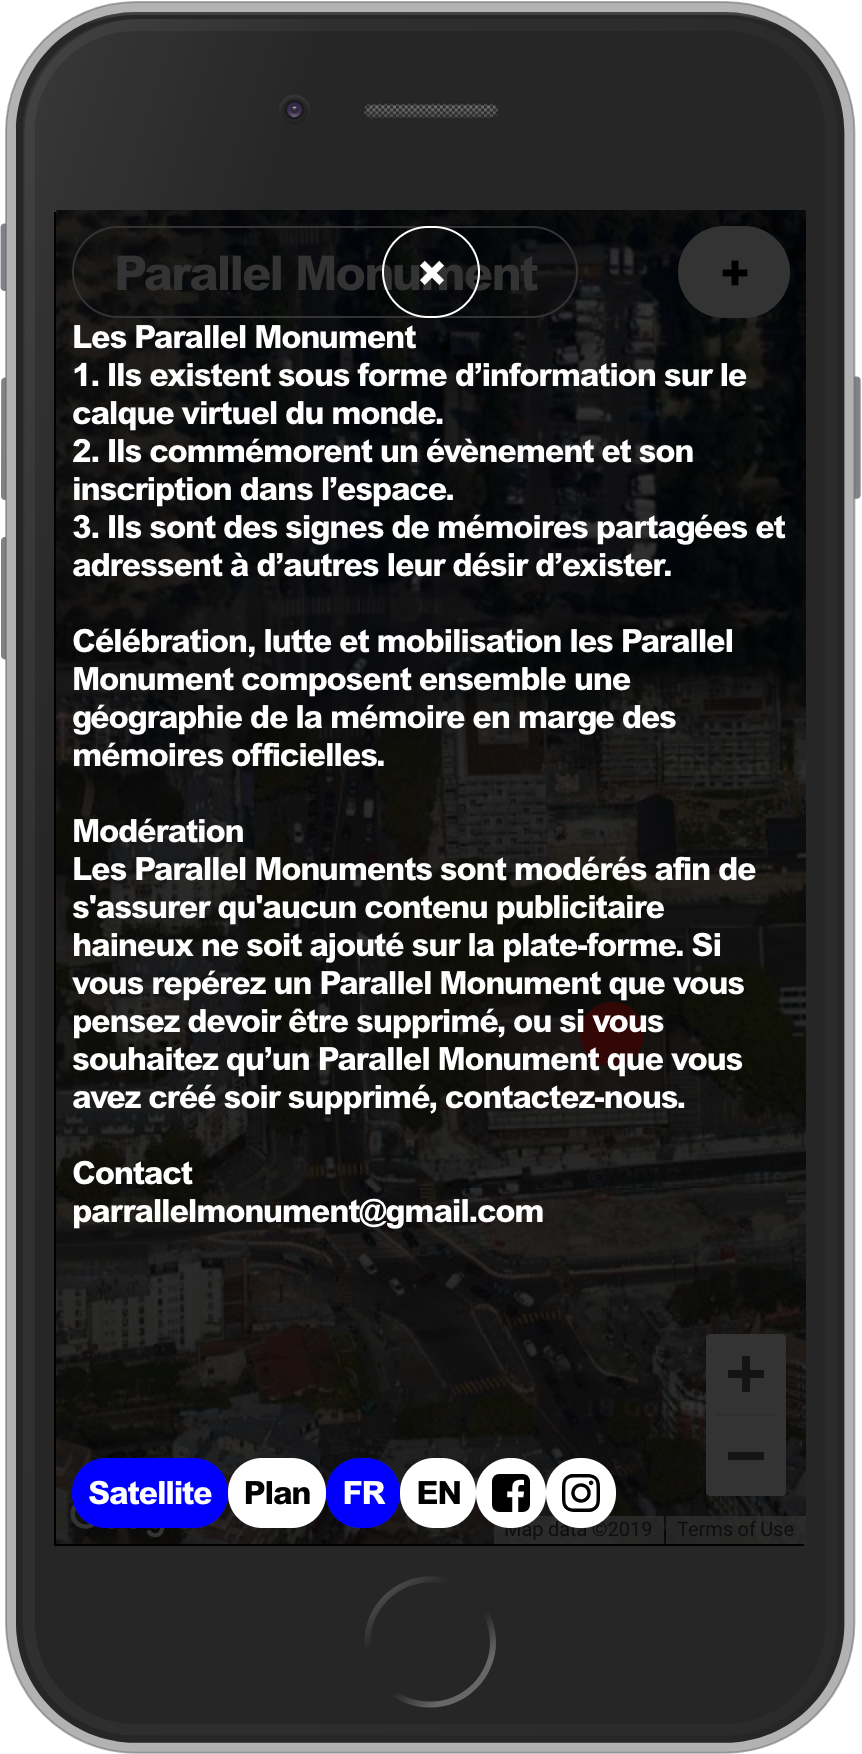 Parallel Monument
Les Parallel Monument
1. Ils existent sous forme d’information sur le
calque virtuel du monde.
2. Ils commémorent un évènement et son
inscription dans l’espace.
3. Ils sont des signes de mémoires partagées et
adressent à d’autres leur désir d’exister.
Célébration, lutte et mobilisation les Parallel
Monument composent ensemble une
géographie de la mémoire en marge des
mémoires officielles.
Modération
Les Parallel Monuments sont modérés afin de
s'assurer qu'aucun contenu publicitaire
haineux ne soit ajouté sur la plate-forme. Si
vous repérez un Parallel Monument que vous
pensez devoir être supprimé, ou si vous
souhaitez qu’un Parallel Monument que vous
avez créé soir supprimé, contactez-nous.
Contact
parrallelmonument@gmail.com
Satellite Plan FR EN
Map data ©2019 Terms of Use